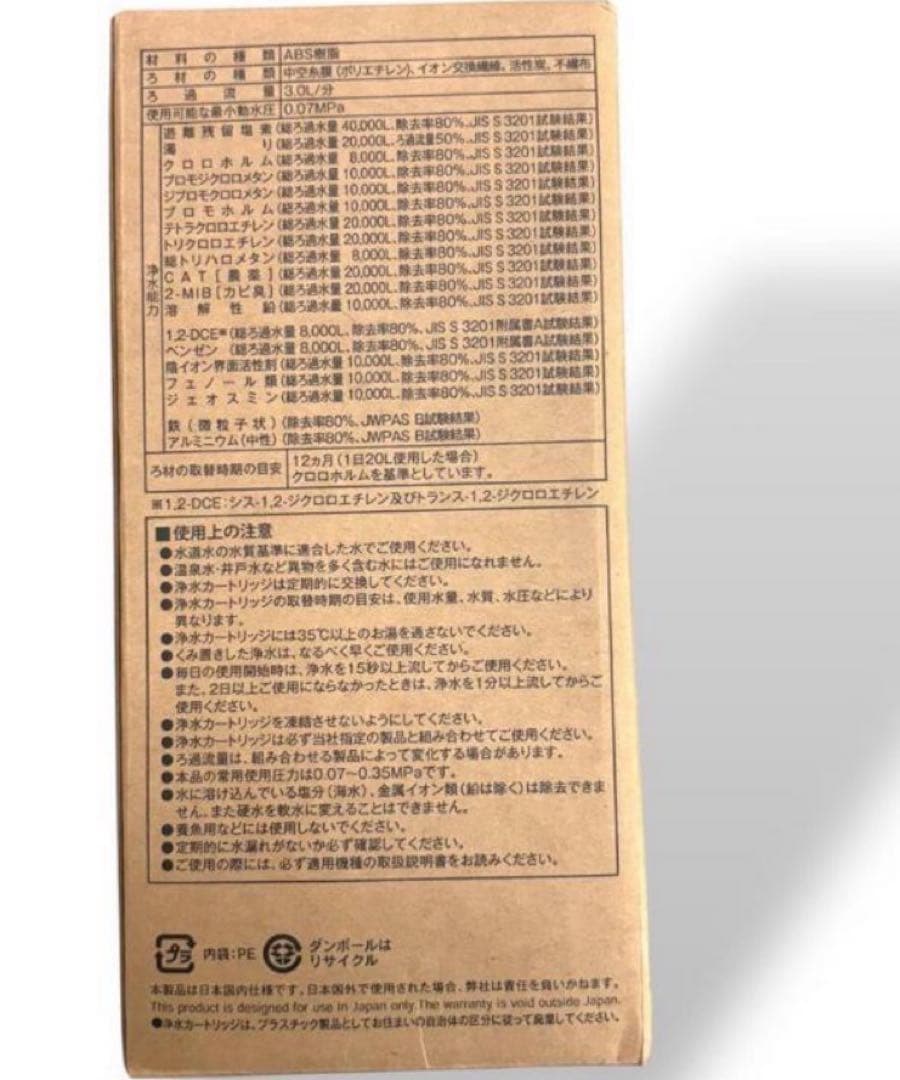 材料の種類 ABS樹脂
ろ材の種類 中空糸膜(ポリエチレン)、イオン交換繊維、活性炭、不織布
ろ過流量 3.0L/分
使用可能な最小動水圧 0.07MPa
浄水能力
遊離残留塩素(総ろ過水量 40,000L、除去率80%、JIS S 3201試験結果)
濁り(総ろ過水量 20,000L、ろ過流量50%、JIS S 3201試験結果)
クロロホルム(総ろ過水量 8,000L、除去率80%、JIS S 3201試験結果)
ブロモジクロロメタン(総ろ過水量 10,000L、除去率80%、JIS S 3201試験結果)
ジブロモクロロメタン(総ろ過水量 10,000L、除去率80%、JIS S 3201試験結果)
ブロモホルム(総ろ過水量 10,000L、除去率80%、JIS S 3201試験結果)
テトラクロロエチレン(総ろ過水量 20,000L、除去率80%、JIS S 3201試験結果)
トリクロロエチレン(総ろ過水量 20,000L、除去率80%、JIS S 3201試験結果)
総トリハロメタン(総ろ過水量 8,000L、除去率80%、JIS S 3201試験結果)
CAT[農薬](総ろ過水量 20,000L、除去率80%、JIS S 3201試験結果)
2-MIB[カビ臭](総ろ過水量 20,000L、除去率80%、JIS S 3201試験結果)
溶解性鉛(総ろ過水量 10,000L、除去率80%、JIS S 3201試験結果)
1,2-DCE※(総ろ過水量 8,000L、除去率80%、JIS S 3201附属書A試験結果)
ベンゼン(総ろ過水量 8,000L、除去率80%、JIS S 3201附属書A試験結果)
陰イオン界面活性剤(総ろ過水量 10,000L、除去率80%、JIS S 3201試験結果)
フェノール類(総ろ過水量 10,000L、除去率80%、JIS S 3201試験結果)
ジェオスミン(総ろ過水量 10,000L、除去率80%、JIS S 3201試験結果)
鉄(微粒子状)(除去率80%、JWPAS B試験結果)
アルミニウム(中性)(除去率80%、JWPAS B試験結果)
ろ材の取替時期の目安 12ヵ月(1日20L使用した場合)
クロロホルムを基準としています。
※1,2-DCE:シス-1,2-ジクロロエチレン及びトランス-1,2-ジクロロエチレン
■使用上の注意
●水道水の水質基準に適合した水でご使用ください。
●温泉水・井戸水など異物を多く含む水にはご使用になれません。
●浄水カートリッジは定期的に交換してください。
●浄水カートリッジの取替時期の目安は、使用水量、水質、水圧などにより
異なります。
●浄水カートリッジには35℃以上のお湯を通さないでください。
●くみ置きした浄水は、なるべく早くご使用ください。
●毎日の使用開始時は、浄水を15秒以上流してからご使用ください。
また、2日以上ご使用にならなかったときは、浄水を1分以上流してからご
使用ください。
●浄水カートリッジを凍結させないようにしてください。
●浄水カートリッジは必ず当社指定の製品と組み合わせてご使用ください。
●ろ過流量は、組み合わせる製品によって変化する場合があります。
●本品の常用使用圧力は0.07〜0.35MPaです。
●水に溶け込んでいる塩分(海水)、金属イオン類(鉛は除く)は除去できま
せん。また硬水を軟水に変えることはできません。
●養魚用などには使用しないでください。
●定期的に水漏れがないか必ず確認してください。
●ご使用の際には、必ず適用機種の取扱説明書をお読みください。
プラ 内袋:PE ダンボールは
リサイクル
本製品は日本国内仕様です。日本国外で使用された場合、弊社は責任を負いかねます。
This product is designed for use in Japan only. The warranty is void outside Japan.
●浄水カートリッジは、プラスチック製品としてお住まいの自治体の区分に従って廃棄してください。